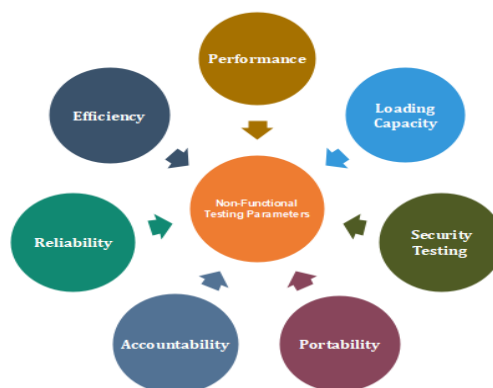 Performance
Efficiency
Loading
Capacity
Non-Functional
Testing Parameters
Reliability
Security
Testing
Accountability
Portability